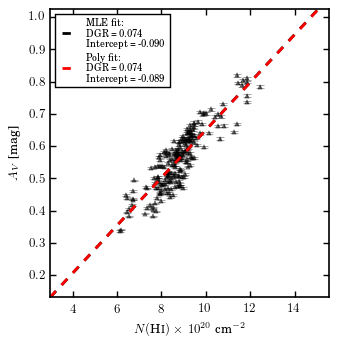 MLE fit:
DGR = 0.074
Intercept = -0.090
Poly fit:
DGR = 0.074
Intercept = -0.089
1.0
0.9
0.8
0.7
0.6
0.5
0.4
0.3
0.2
A_V [mag]
4 6 8 10 12 14
N(HI) × 10^20 cm^−2